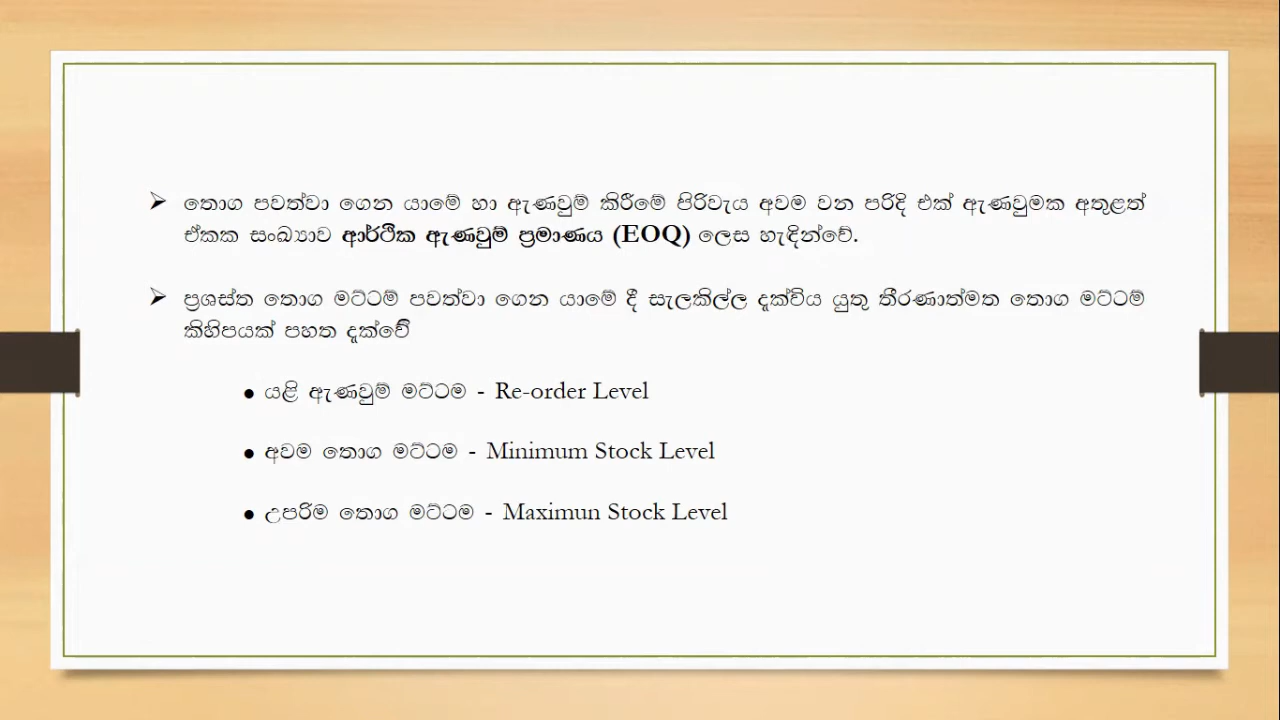 ➢ තොග පවත්වා ගෙන යාමේ හා ඇණවුම් කිරීමේ පිරිවැය අවම වන පරිදි එක් ඇණවුමක අතුළත්
ඒකක සංඛ්‍යාව ආර්ථික ඇණවුම් ප්‍රමාණය (EOQ) ලෙස හැඳින්වේ.
➢ ප්‍රශස්ත තොග මට්ටම් පවත්වා ගෙන යාමේ දී සැලකිල්ල දැක්විය යුතු තීරණාත්මත තොග මට්ටම්
කිහිපයක් පහත දැක්වේ
● යළි ඇණවුම් මට්ටම - Re-order Level
● අවම තොග මට්ටම - Minimum Stock Level
● උපරිම තොග මට්ටම - Maximun Stock Level